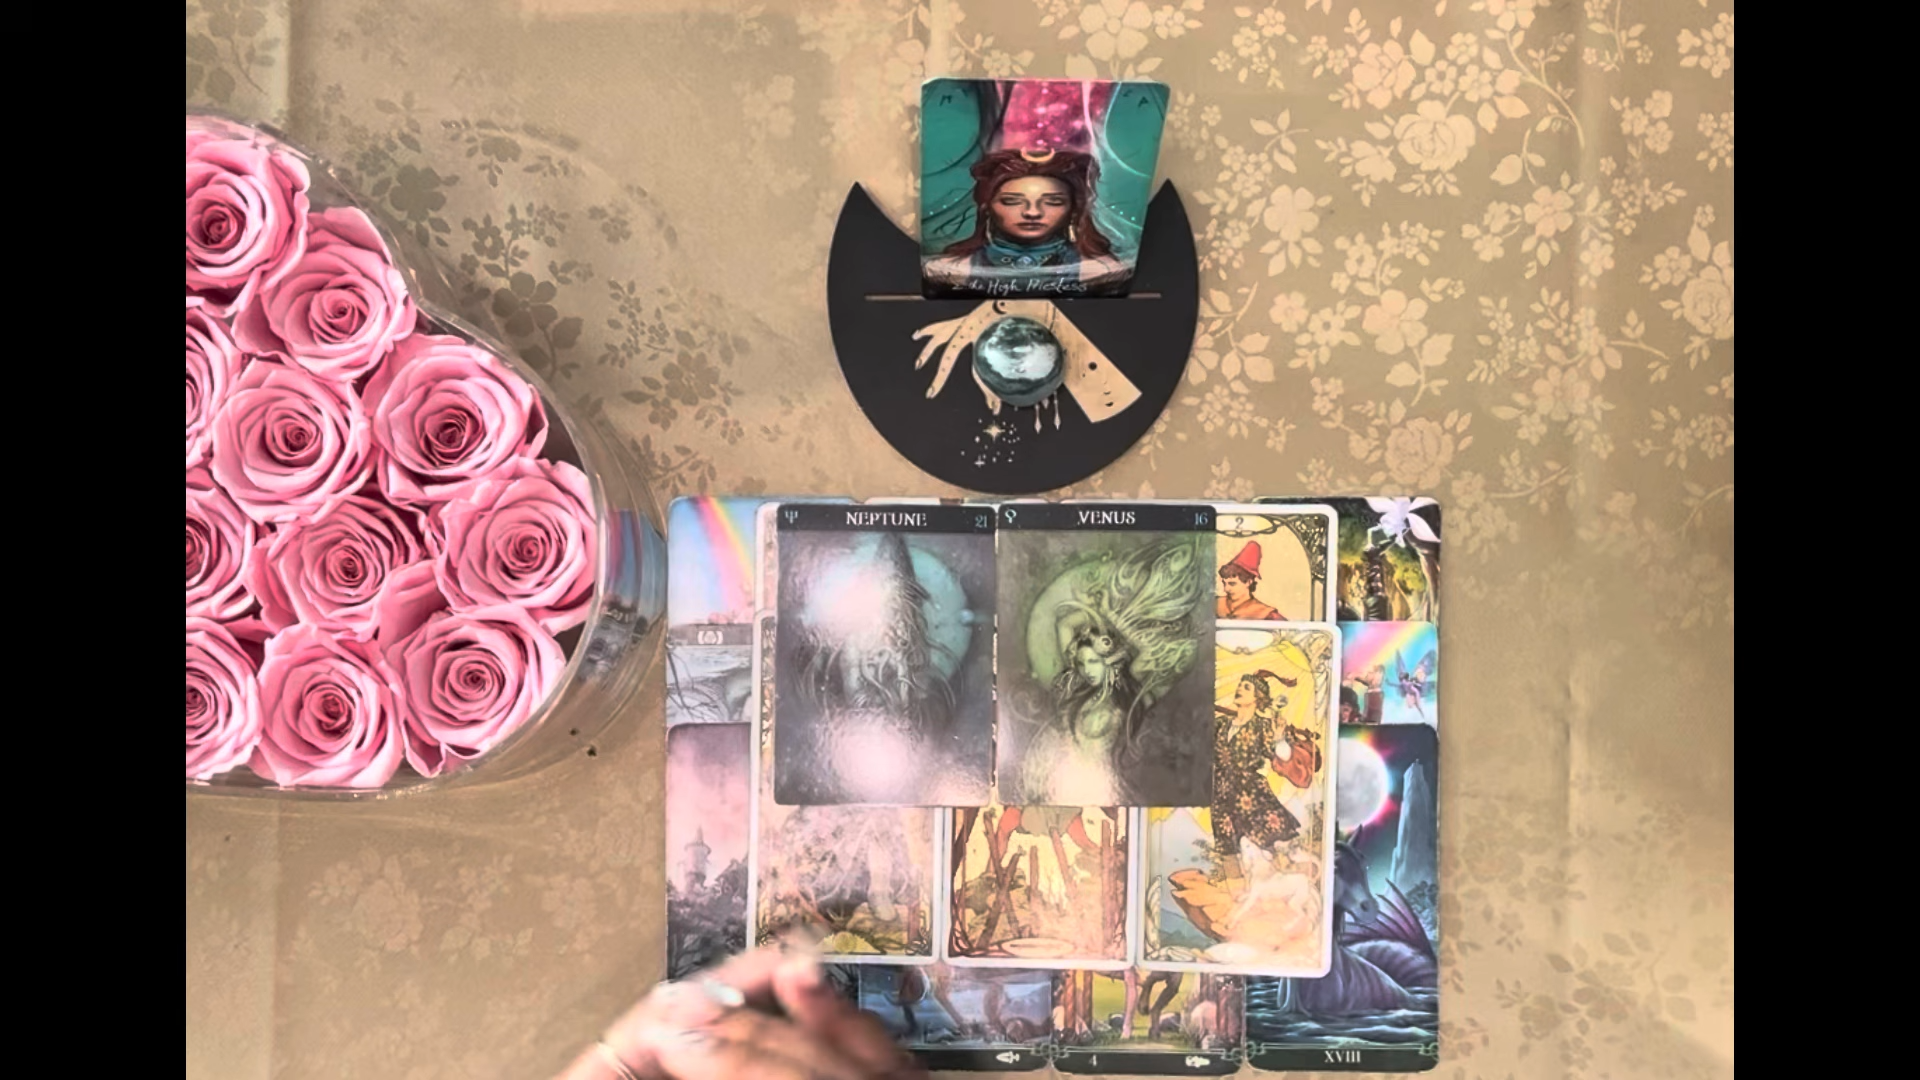 the High Priestess
NEPTUNE 21
VENUS 16
2
4
XVIII